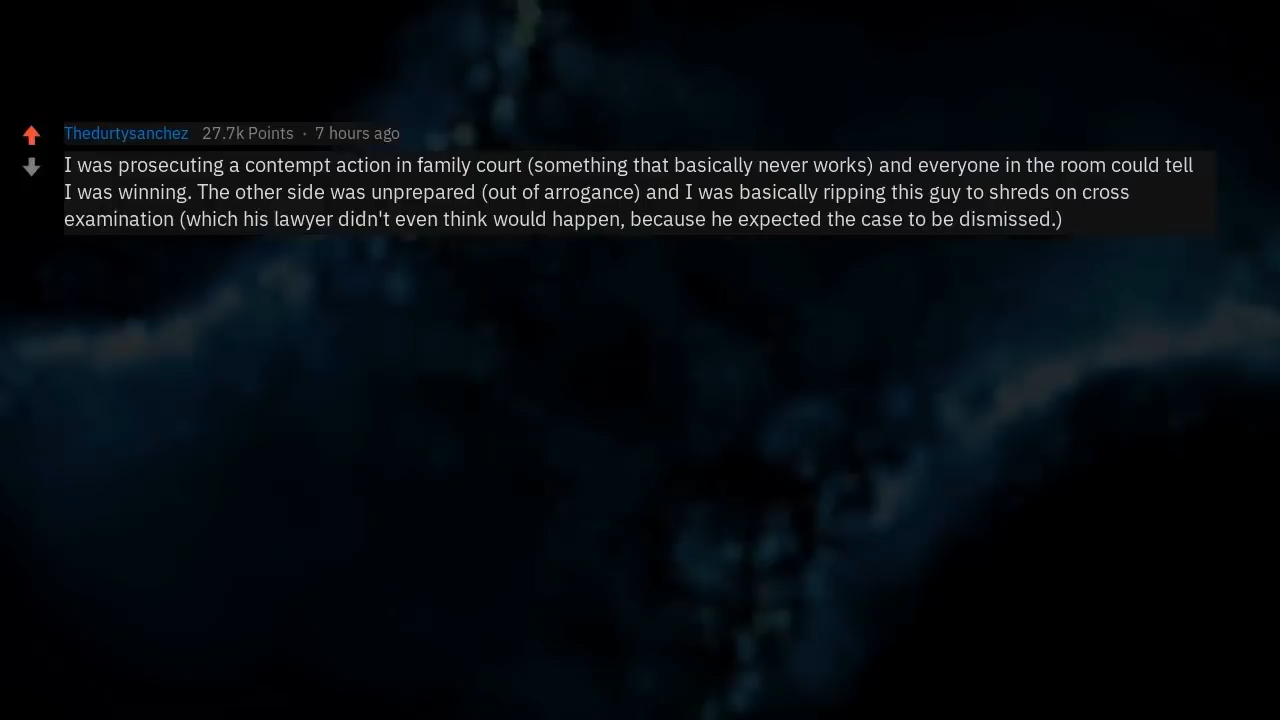 Thedurtysanchez 27.7k Points · 7 hours ago
I was prosecuting a contempt action in family court (something that basically never works) and everyone in the room could tell
I was winning. The other side was unprepared (out of arrogance) and I was basically ripping this guy to shreds on cross
examination (which his lawyer didn't even think would happen, because he expected the case to be dismissed.)